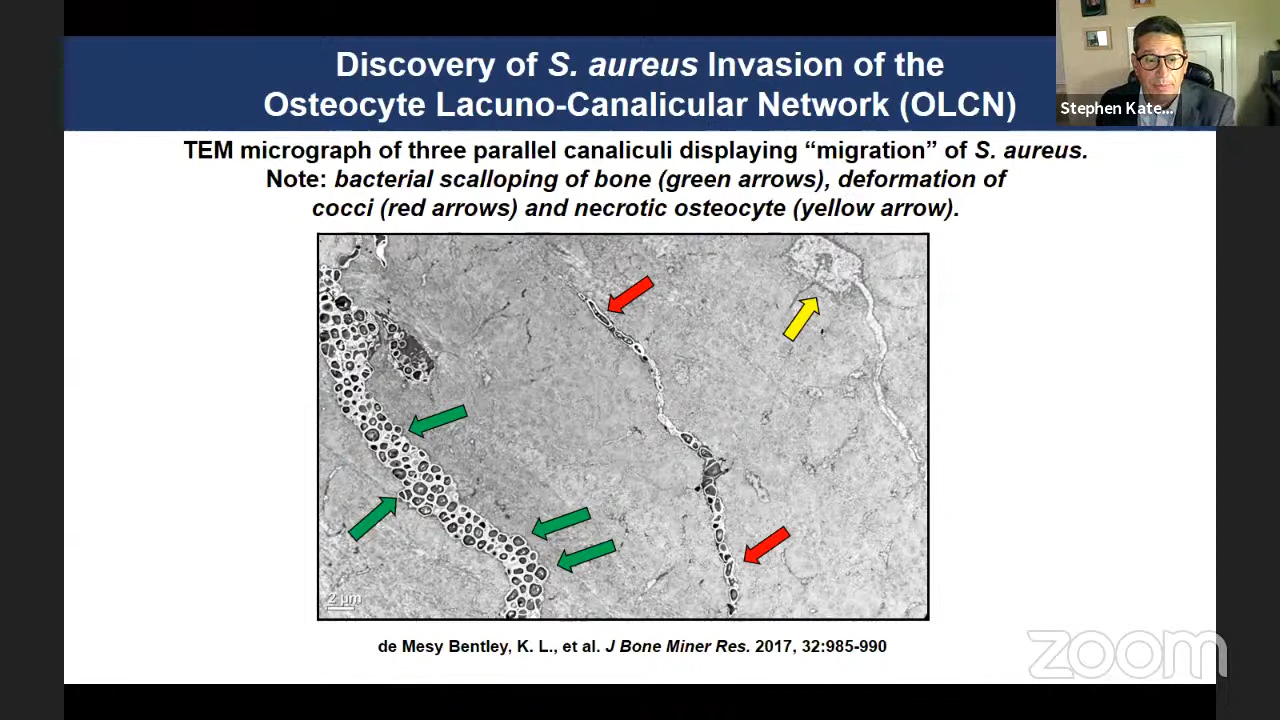 Discovery of S. aureus Invasion of the
Osteocyte Lacuno-Canalicular Network (OLCN)
Stephen Kate...
TEM micrograph of three parallel canaliculi displaying “migration” of S. aureus.
Note: bacterial scalloping of bone (green arrows), deformation of
cocci (red arrows) and necrotic osteocyte (yellow arrow).
2 µm
de Mesy Bentley, K. L., et al. J Bone Miner Res. 2017, 32:985-990
zoom